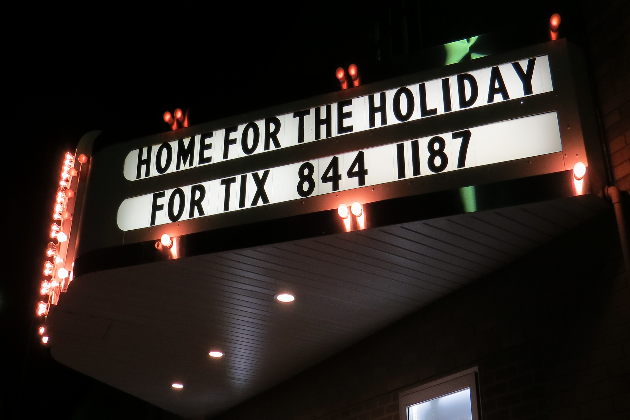 HOME FOR THE HOLIDAY
FOR TIX 844 1187